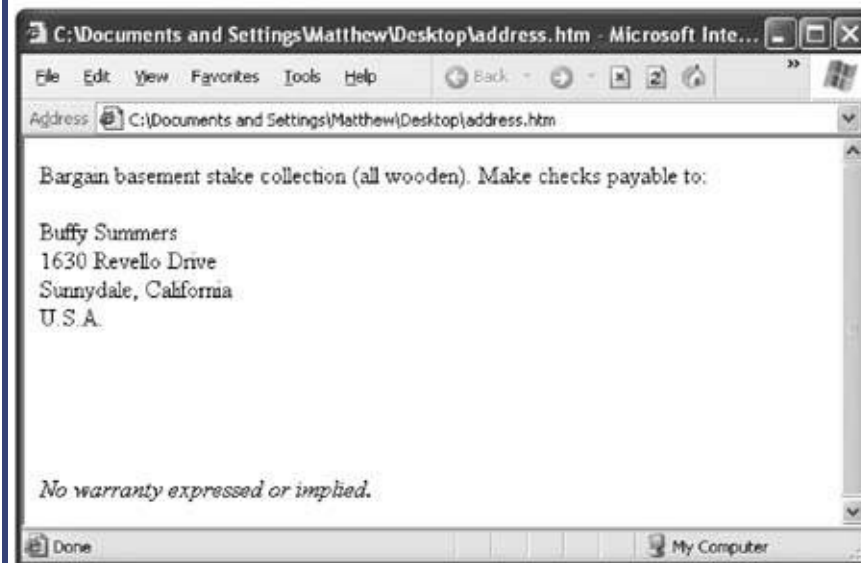 C:\Documents and Settings\Matthew\Desktop\address.htm - Microsoft Inte...
File Edit View Favorites Tools Help Back 2 »
Address C:\Documents and Settings\Matthew\Desktop\address.htm
Bargain basement stake collection (all wooden). Make checks payable to:
Buffy Summers
1630 Revello Drive
Sunnydale, California
U.S.A.
No warranty expressed or implied.
Done My Computer